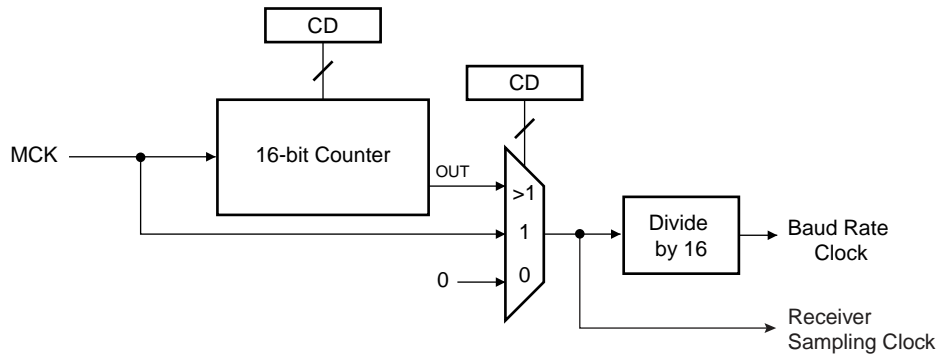 CD
CD
MCK
16-bit Counter
OUT
>1
1
0
0
Divide
by 16
Baud Rate
Clock
Receiver
Sampling Clock